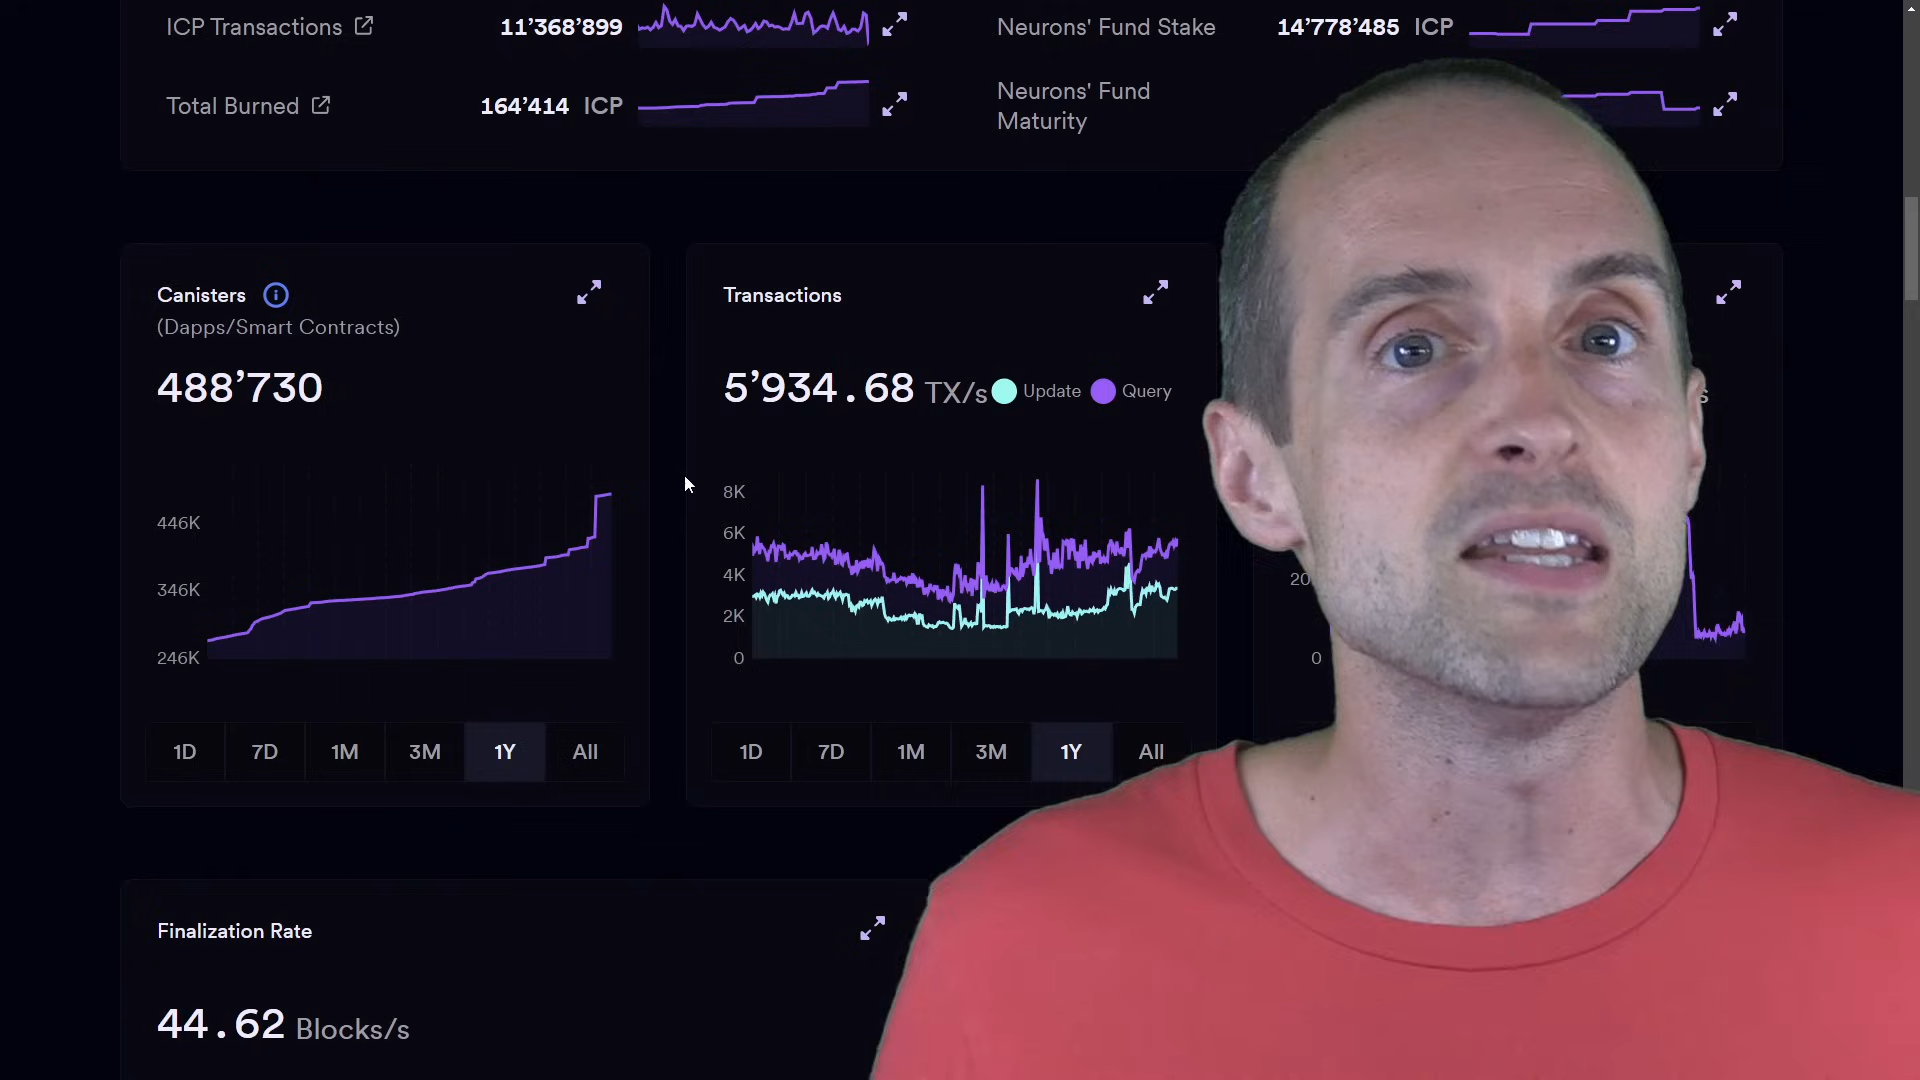 ICP Transactions 11’368’899
Neurons' Fund Stake 14’778’485 ICP
Total Burned 164’414 ICP
Neurons' Fund
Maturity
Canisters
(Dapps/Smart Contracts)
488’730
446K
346K
246K
1D 7D 1M 3M 1Y All
Transactions
5’934.68 TX/s Update Query
8K
6K
4K
2K
0
1D 7D 1M 3M 1Y All
s
20
0
Finalization Rate
44.62 Blocks/s